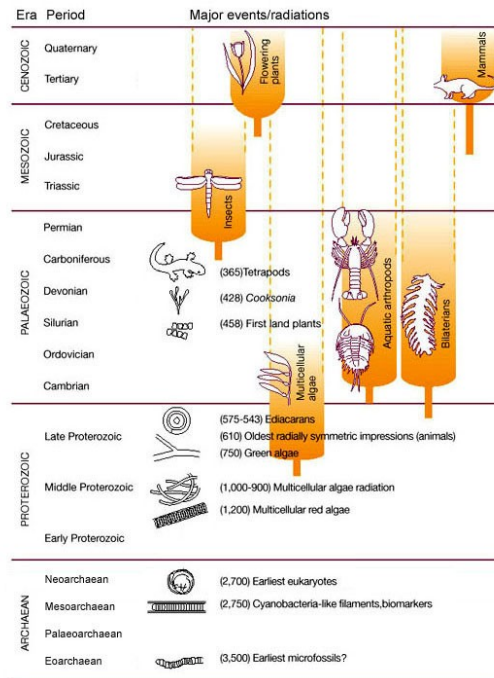 Era Period Major events/radiations
CENOZOIC
Quaternary
Tertiary
Flowering plants
Mammals
MESOZOIC
Cretaceous
Jurassic
Triassic
Insects
PALAEOZOIC
Permian
Carboniferous
(365)Tetrapods
Devonian
(428) Cooksonia
Silurian
(458) First land plants
Ordovician
Cambrian
Multicellular algae
Aquatic arthropods
Bilaterians
PROTEROZOIC
(575-543) Ediacarans
Late Proterozoic
(610) Oldest radially symmetric impressions (animals)
(750) Green algae
Middle Proterozoic
(1,000-900) Multicellular algae radiation
(1,200) Multicellular red algae
Early Proterozoic
ARCHAEAN
Neoarchaean
(2,700) Earliest eukaryotes
Mesoarchaean
(2,750) Cyanobacteria-like filaments,biomarkers
Palaeoarchaean
Eoarchaean
(3,500) Earliest microfossils?